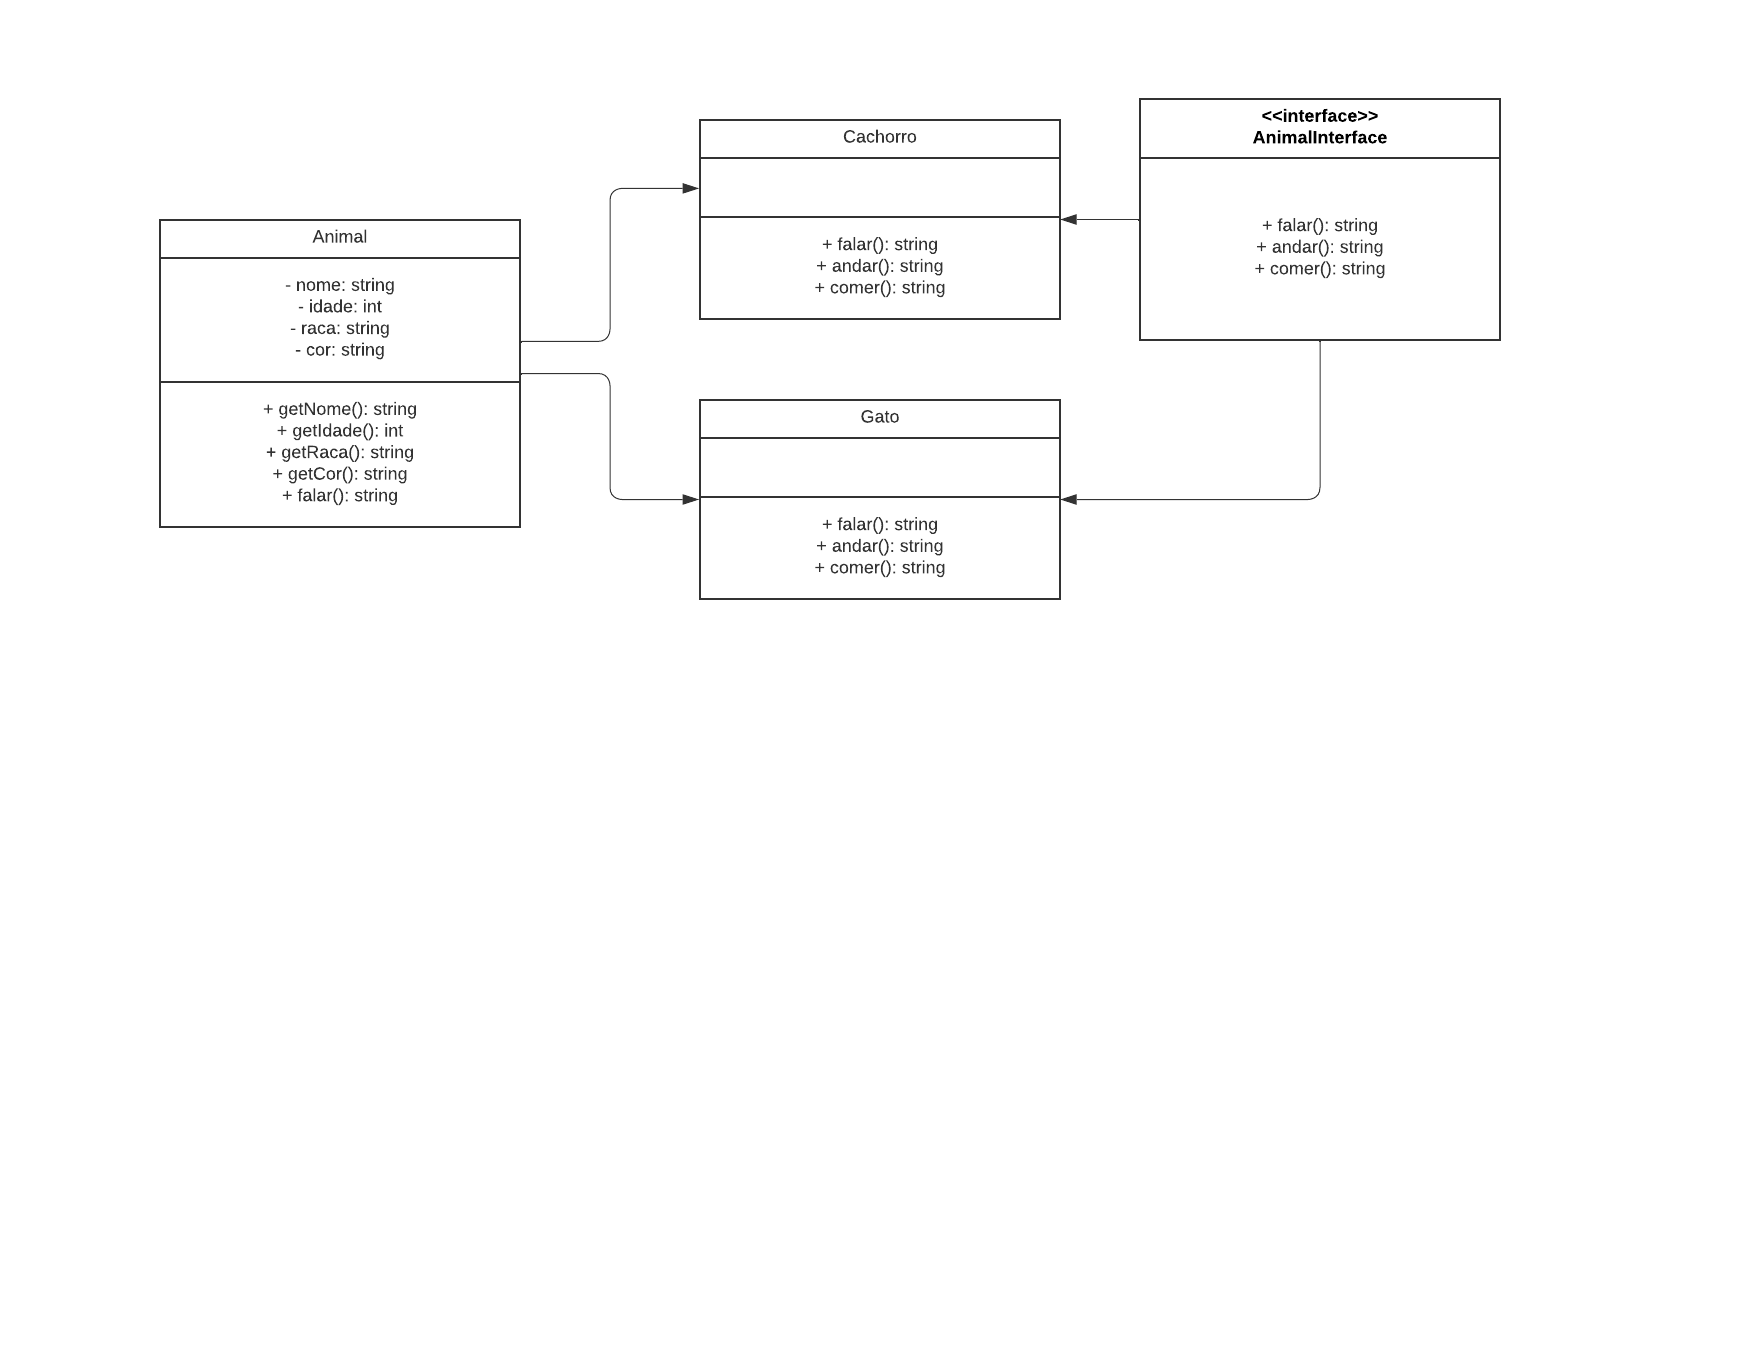 Animal
- nome: string
- idade: int
- raca: string
- cor: string
+ getNome(): string
+ getIdade(): int
+ getRaca(): string
+ getCor(): string
+ falar(): string
Cachorro
+ falar(): string
+ andar(): string
+ comer(): string
Gato
+ falar(): string
+ andar(): string
+ comer(): string
<<interface>>
AnimalInterface
+ falar(): string
+ andar(): string
+ comer(): string